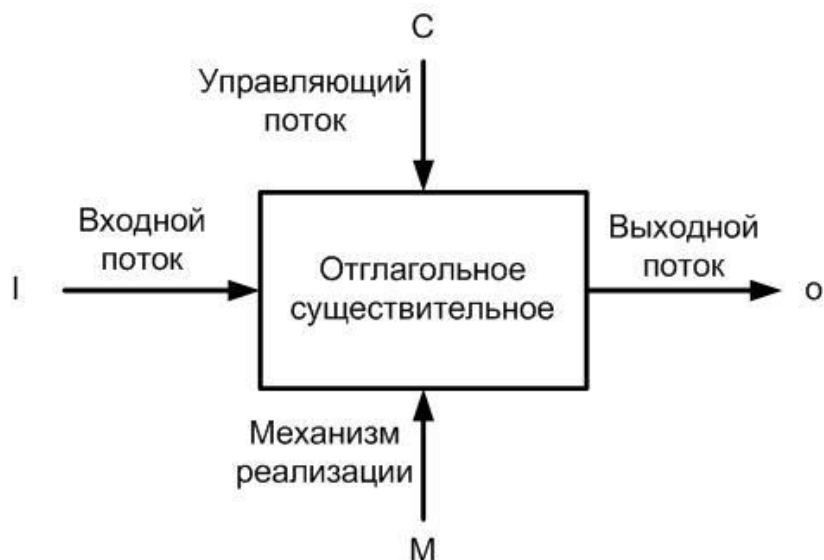 C
Управляющий
поток
Входной
поток
I
Отглагольное
существительное
Выходной
поток
o
Механизм
реализации
M